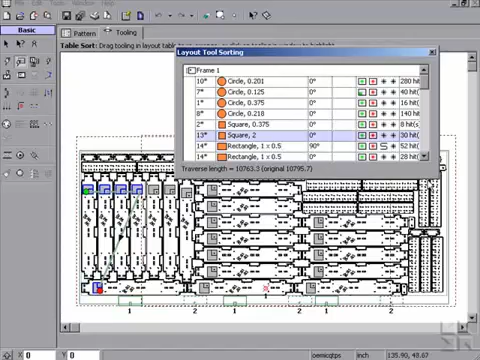 Basic
Pattern
Tooling
Table Sort: Drag tooling in layout table
Layout Tool Sorting
Frame 1
10* Circle, 0.201 0° 280 hit(
7* Circle, 0.125 0° 40 hit(s
1* Circle, 0.375 0° 16 hit(
8* Circle, 0.218 0° 140
2* Square, 0.375 0° 8 hit(s
13* Square, 2 0° 30 hit(
14* Rectangle, 1 x 0.5 90° 52 hit(
14* Rectangle, 1 x 0.5 0° 28 hit(
Traverse length = 10763.3 (original 10795.7)
1 2 1 2 1 2
1
X 0 Y 0 oemicqtps inch 135.90, 49.67